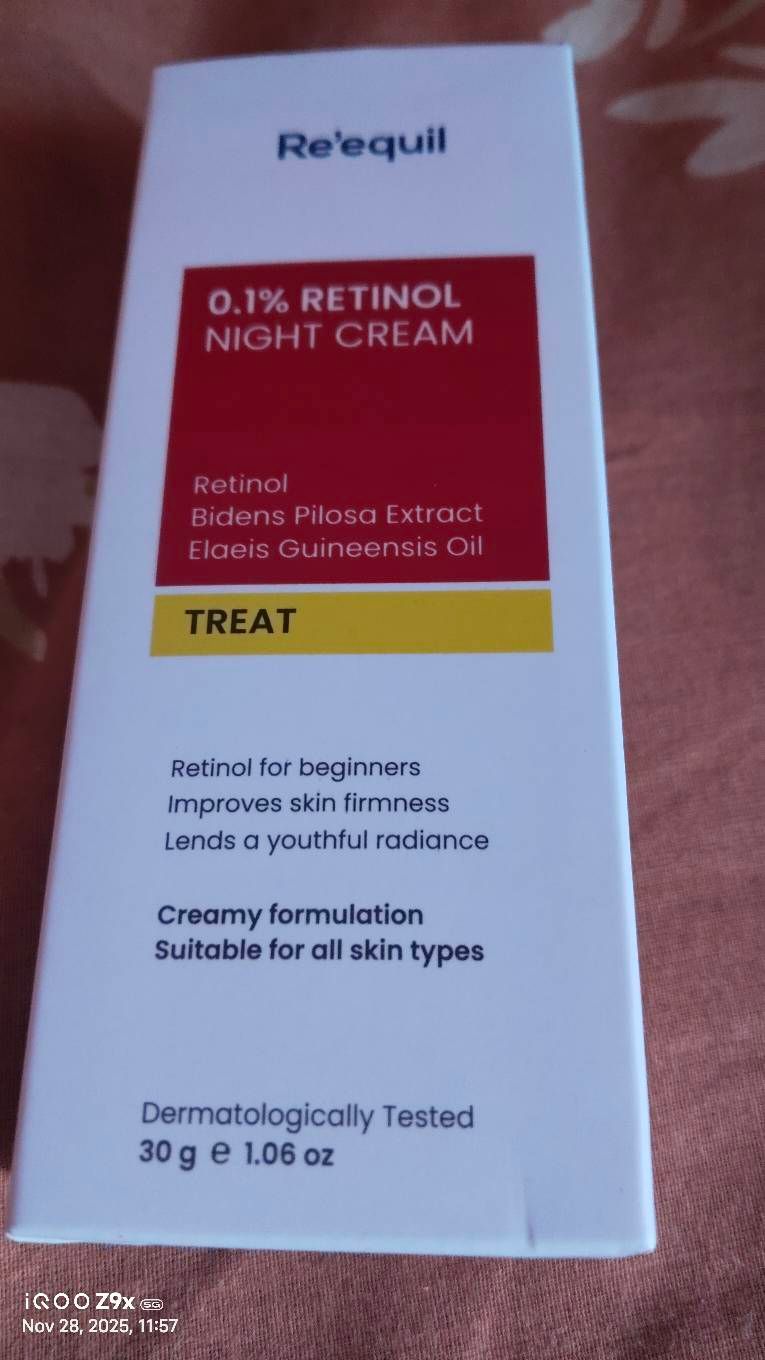 Re'equil
0.1% RETINOL
NIGHT CREAM
Retinol
Bidens Pilosa Extract
Elaeis Guineensis Oil
TREAT
Retinol for beginners
Improves skin firmness
Lends a youthful radiance
Creamy formulation
Suitable for all skin types
Dermatologically Tested
30 g e 1.06 oz
iQOO Z9x 5G
Nov 28, 2025, 11:57